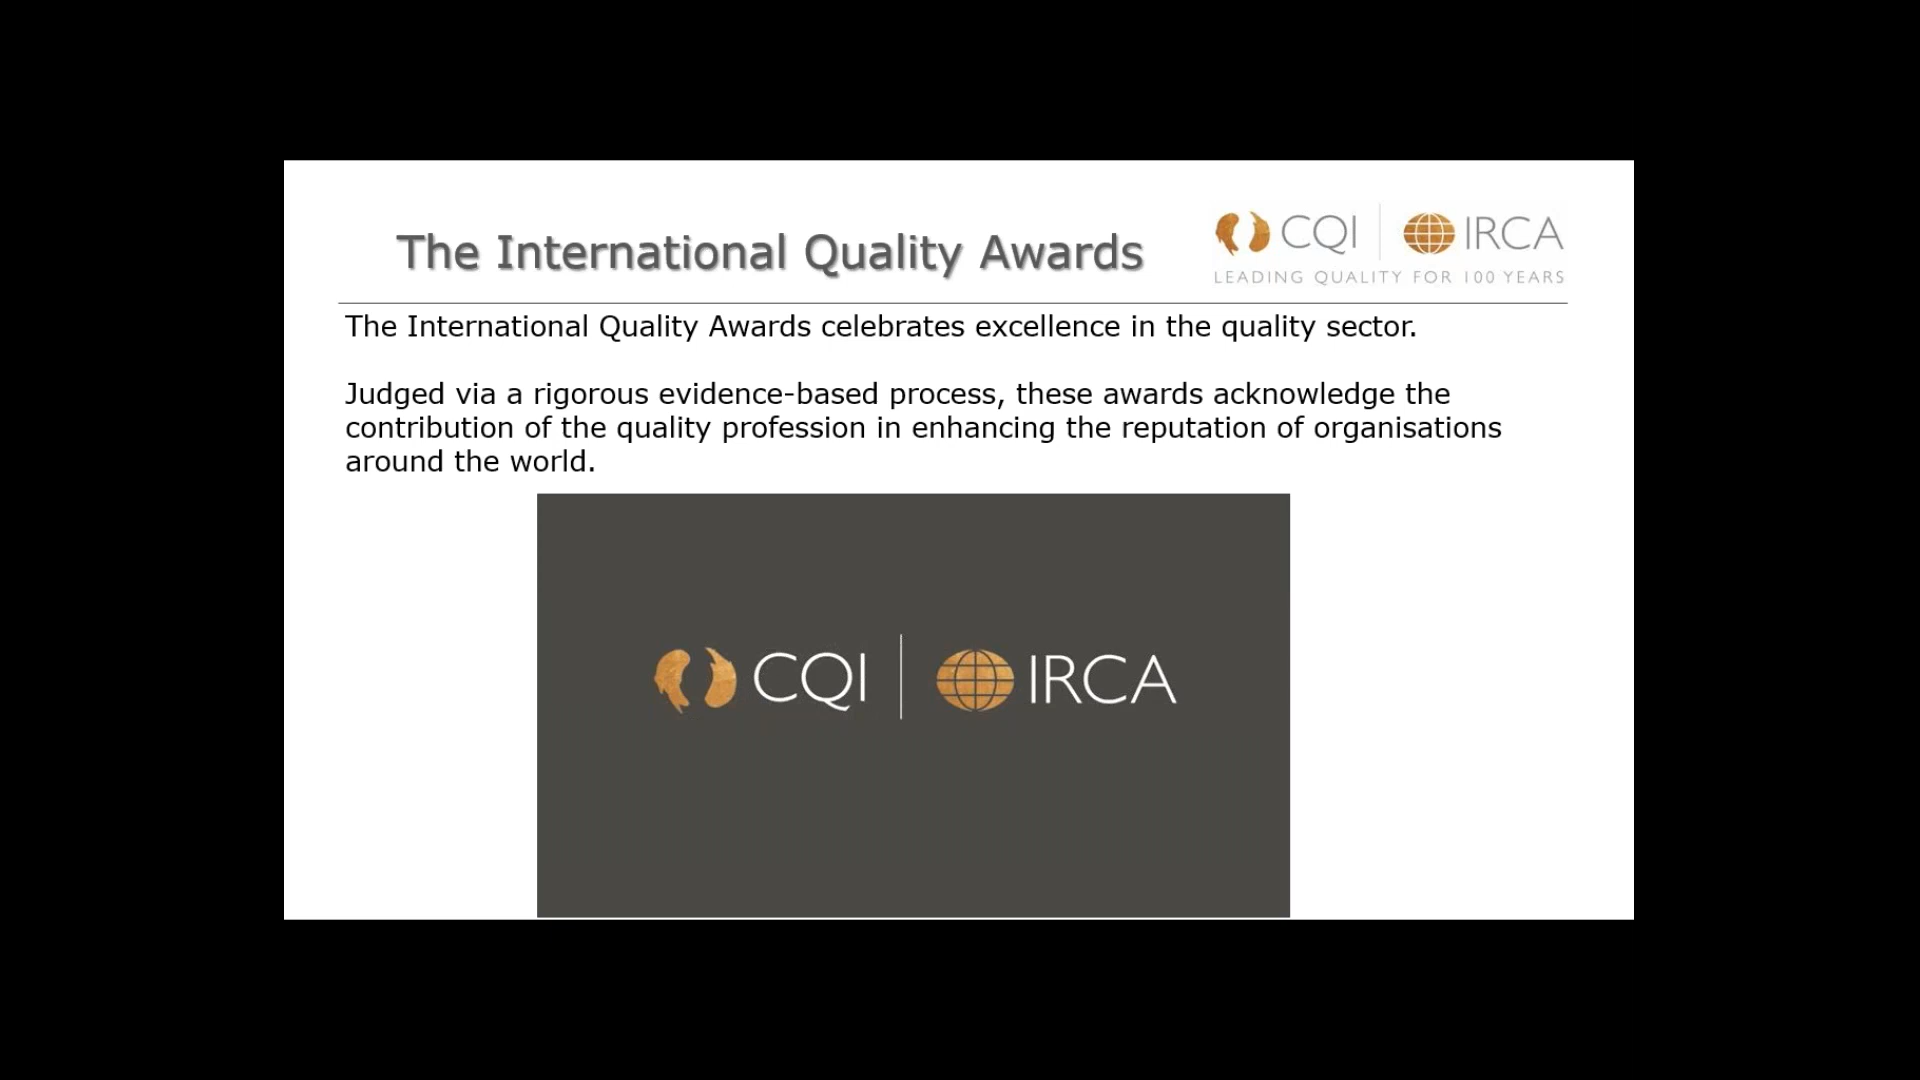 The International Quality Awards
CQI IRCA
LEADING QUALITY FOR 100 YEARS
The International Quality Awards celebrates excellence in the quality sector.
Judged via a rigorous evidence-based process, these awards acknowledge the
contribution of the quality profession in enhancing the reputation of organisations
around the world.
CQI IRCA